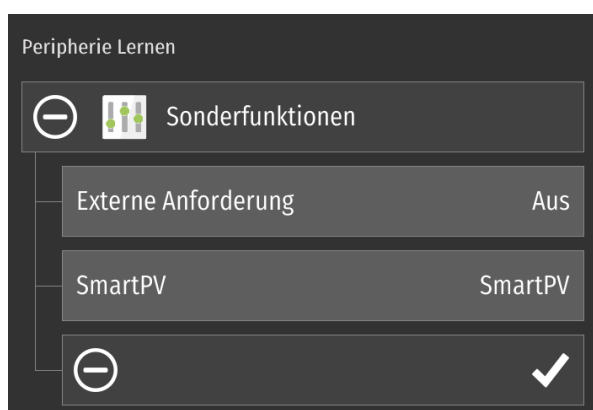 Peripherie Lernen
Sonderfunktionen
Externe Anforderung Aus
SmartPV SmartPV